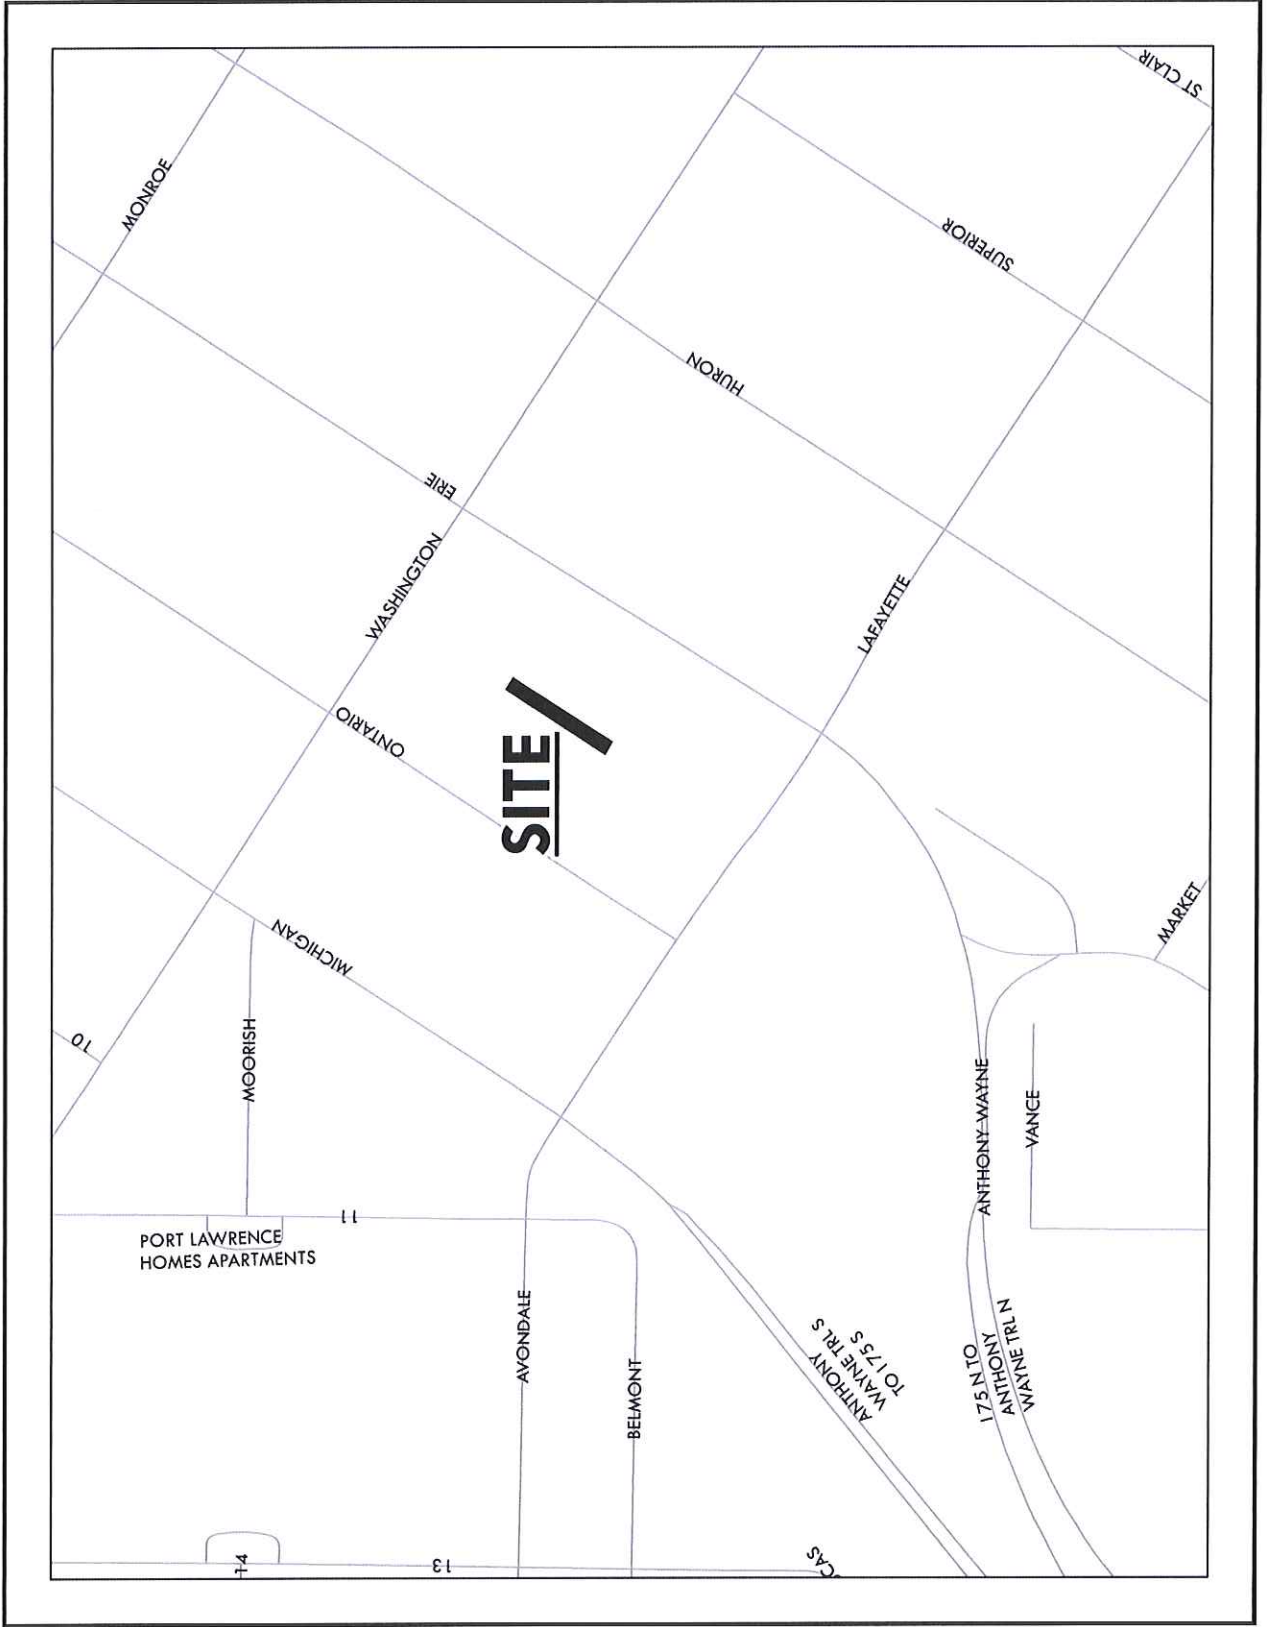 ST CLAIR
MONROE
SUPERIOR
HURON
ERIE
WASHINGTON
LAFAYETTE
ONTARIO
SITE
MICHIGAN
MARKET
10
MOORISH
ANTHONY WAYNE
VANCE
11
PORT LAWRENCE
HOMES APARTMENTS
AVONDALE
BELMONT
ANTHONY
WAYNE TRL S
TO I 75 S
I 75 N TO
ANTHONY
WAYNE TRL N
14
13
CAS